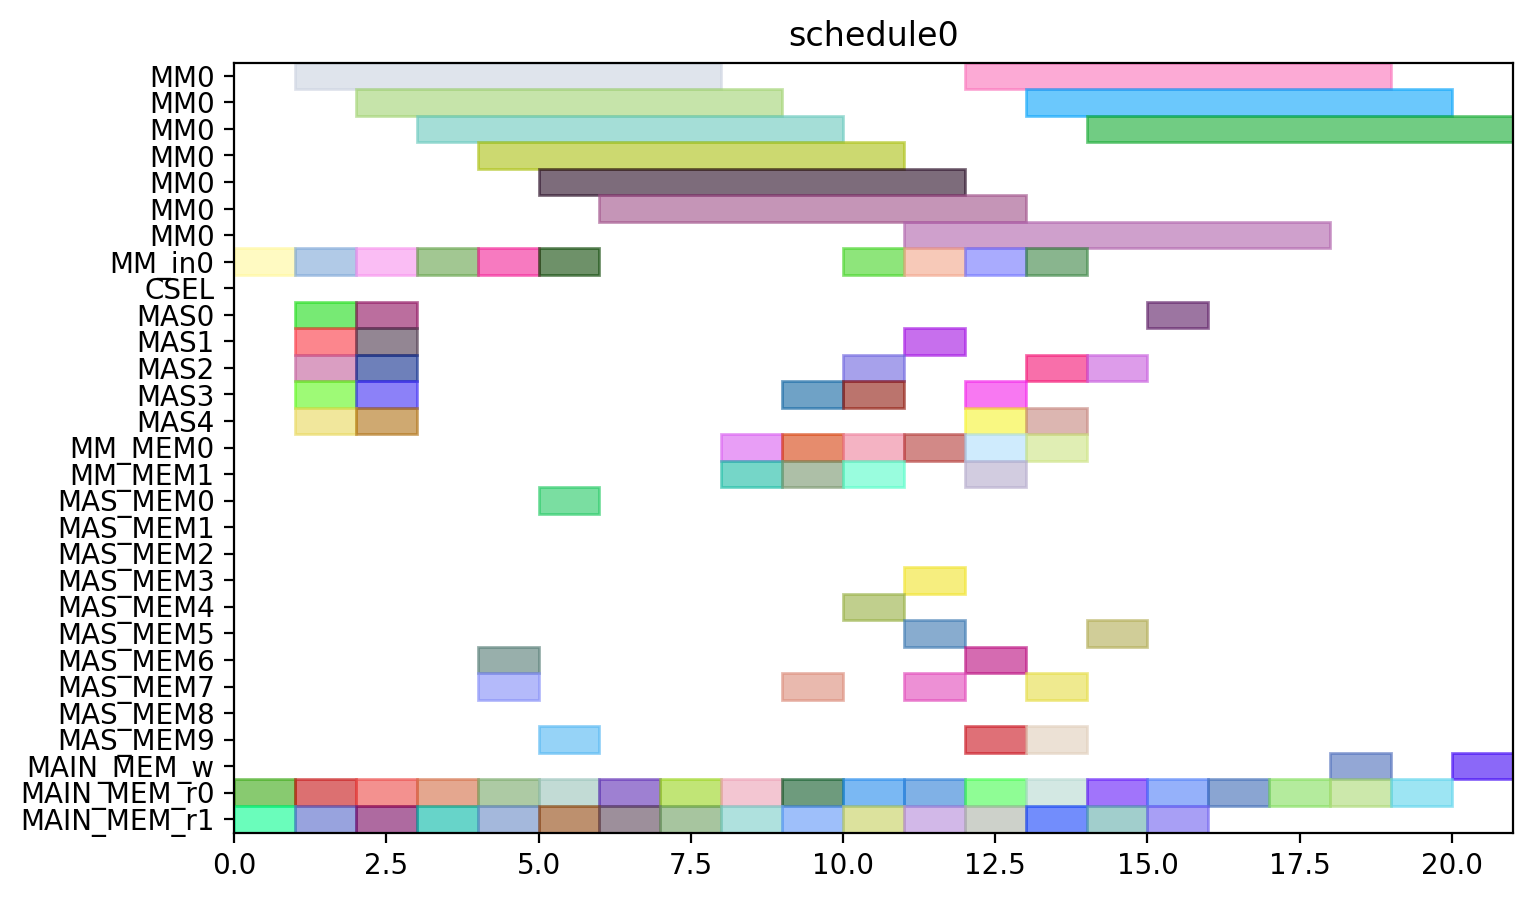 schedule0
MM0
MM0
MM0
MM0
MM0
MM0
MM0
MM_in0
CSEL
MAS0
MAS1
MAS2
MAS3
MAS4
MM_MEM0
MM_MEM1
MAS_MEM0
MAS_MEM1
MAS_MEM2
MAS_MEM3
MAS_MEM4
MAS_MEM5
MAS_MEM6
MAS_MEM7
MAS_MEM8
MAS_MEM9
MAIN_MEM_w
MAIN_MEM_r0
MAIN_MEM_r1
0.0 2.5 5.0 7.5 10.0 12.5 15.0 17.5 20.0